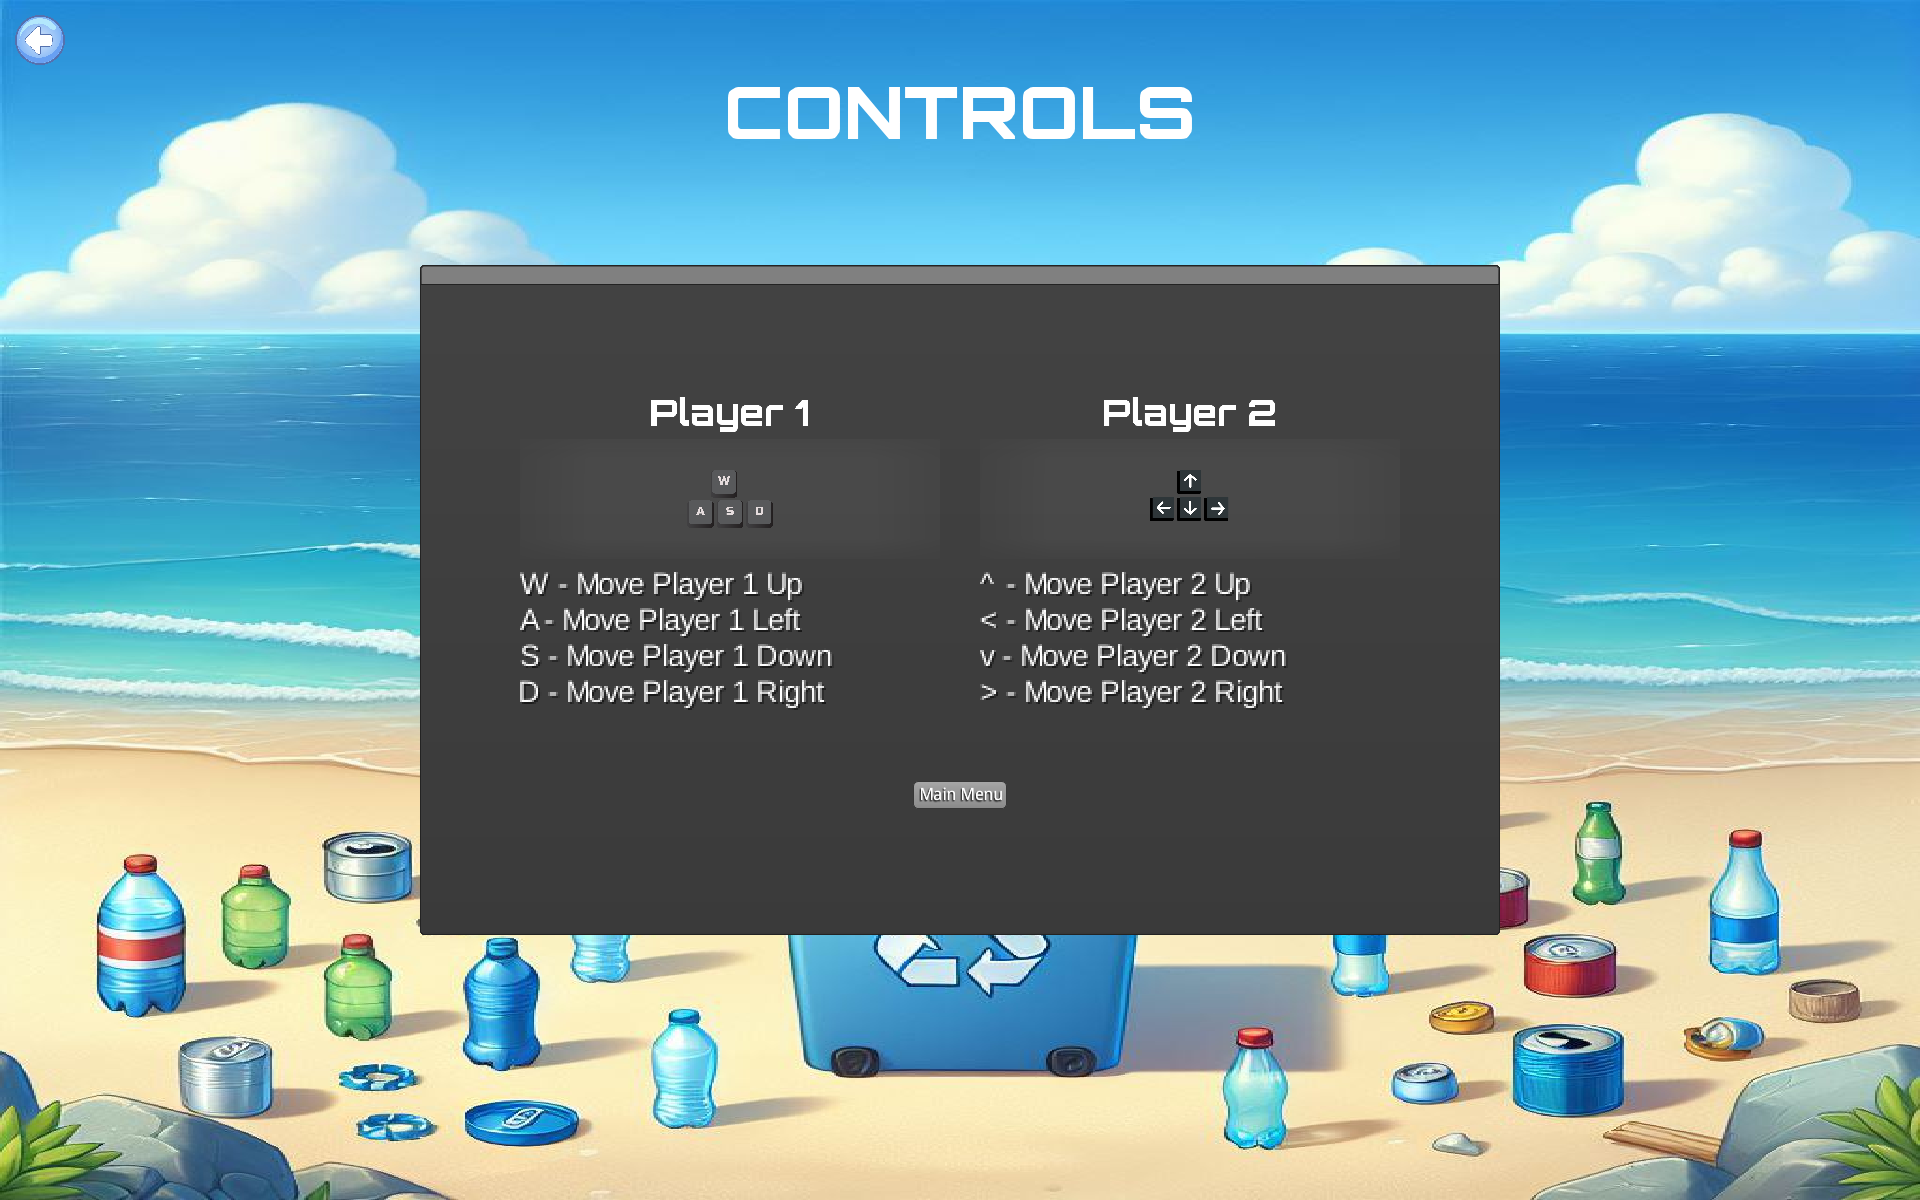 CONTROLS
Player 1
W
A S D
W - Move Player 1 Up
A - Move Player 1 Left
S - Move Player 1 Down
D - Move Player 1 Right
Player 2
↑
← ↓ →
^ - Move Player 2 Up
< - Move Player 2 Left
v - Move Player 2 Down
> - Move Player 2 Right
Main Menu